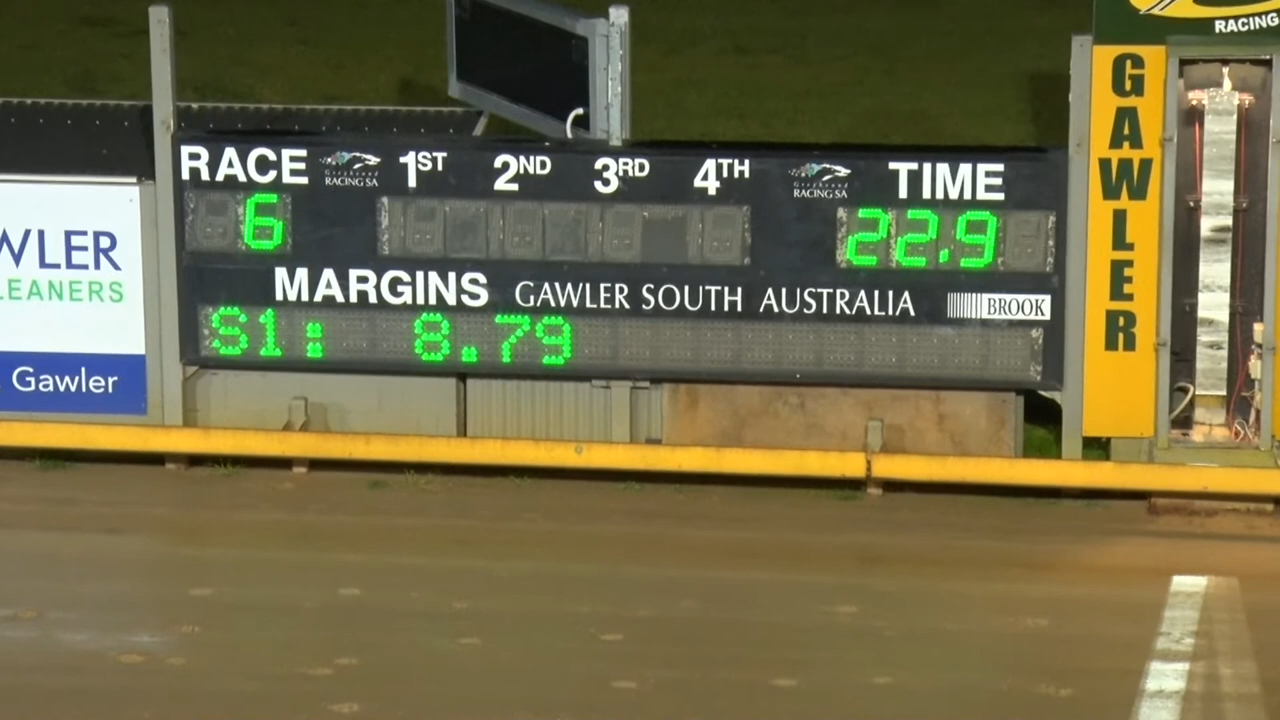 RACING
GAWLER
RACE
Greyhound
RACING SA
1ST 2ND 3RD 4TH
Greyhound
RACING SA
TIME
6
22.9
MARGINS GAWLER SOUTH AUSTRALIA BROOK
S1: 8.79
WLER
LEANERS
Gawler